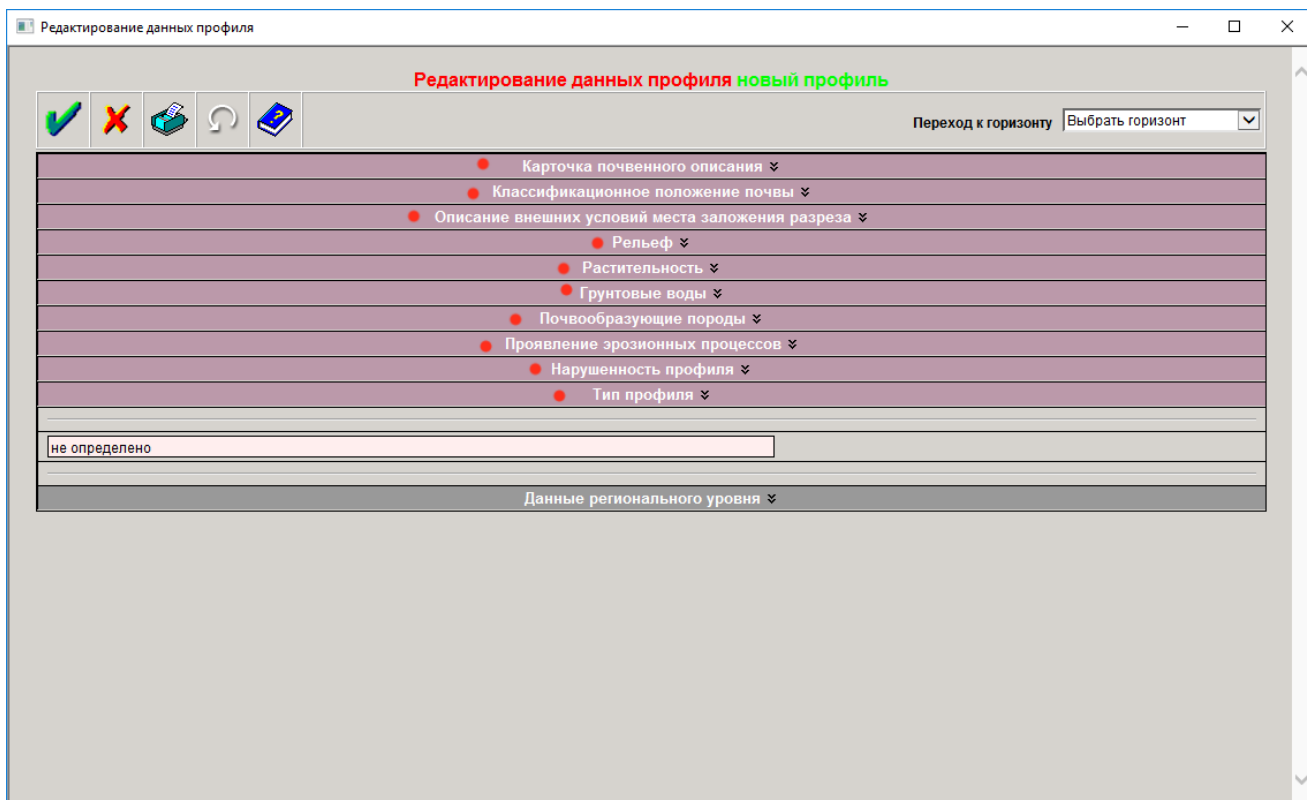 Редактирование данных профиля
Редактирование данных профиля новый профиль
Переход к горизонту Выбрать горизонт
Карточка почвенного описания
Классификационное положение почвы
Описание внешних условий места заложения разреза
Рельеф
Растительность
Грунтовые воды
Почвообразующие породы
Проявление эрозионных процессов
Нарушенность профиля
Тип профиля
не определено
Данные регионального уровня